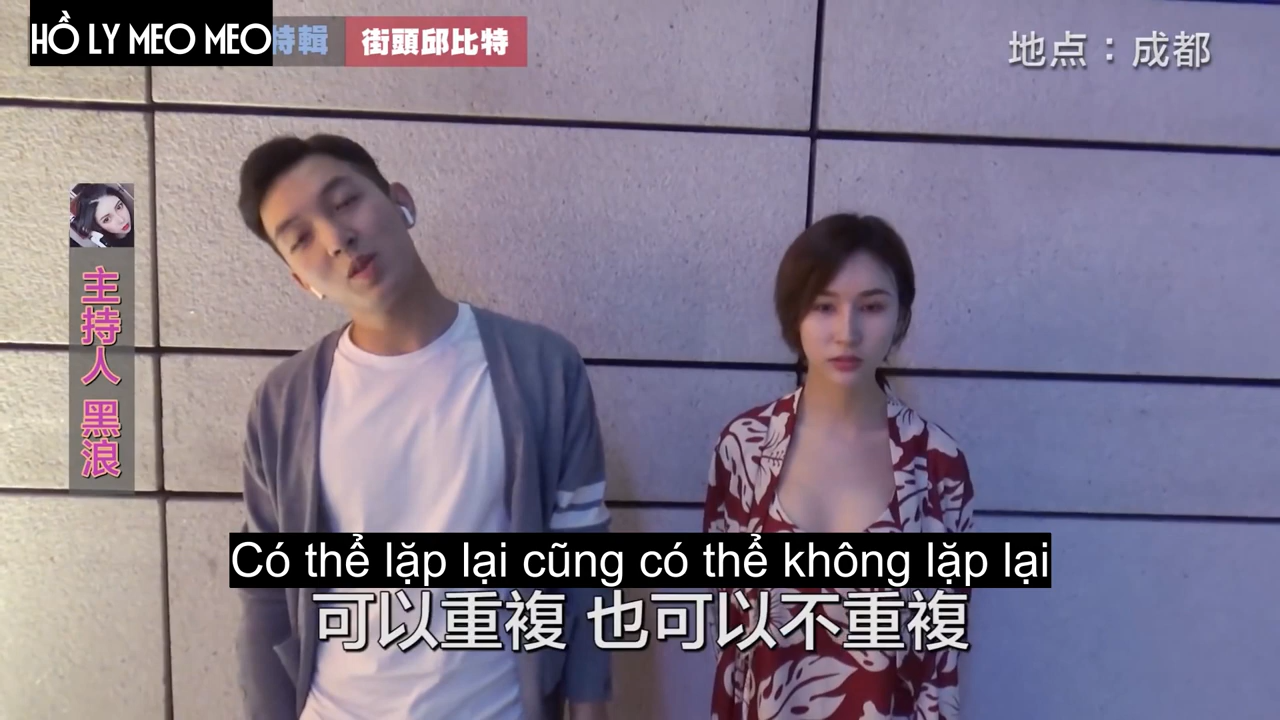 HỒ LY MEO MEO
特輯
街頭邱比特
地点：成都
主持人 黑浪
Có thể lặp lại cũng có thể không lặp lại
可以重複 也可以不重複